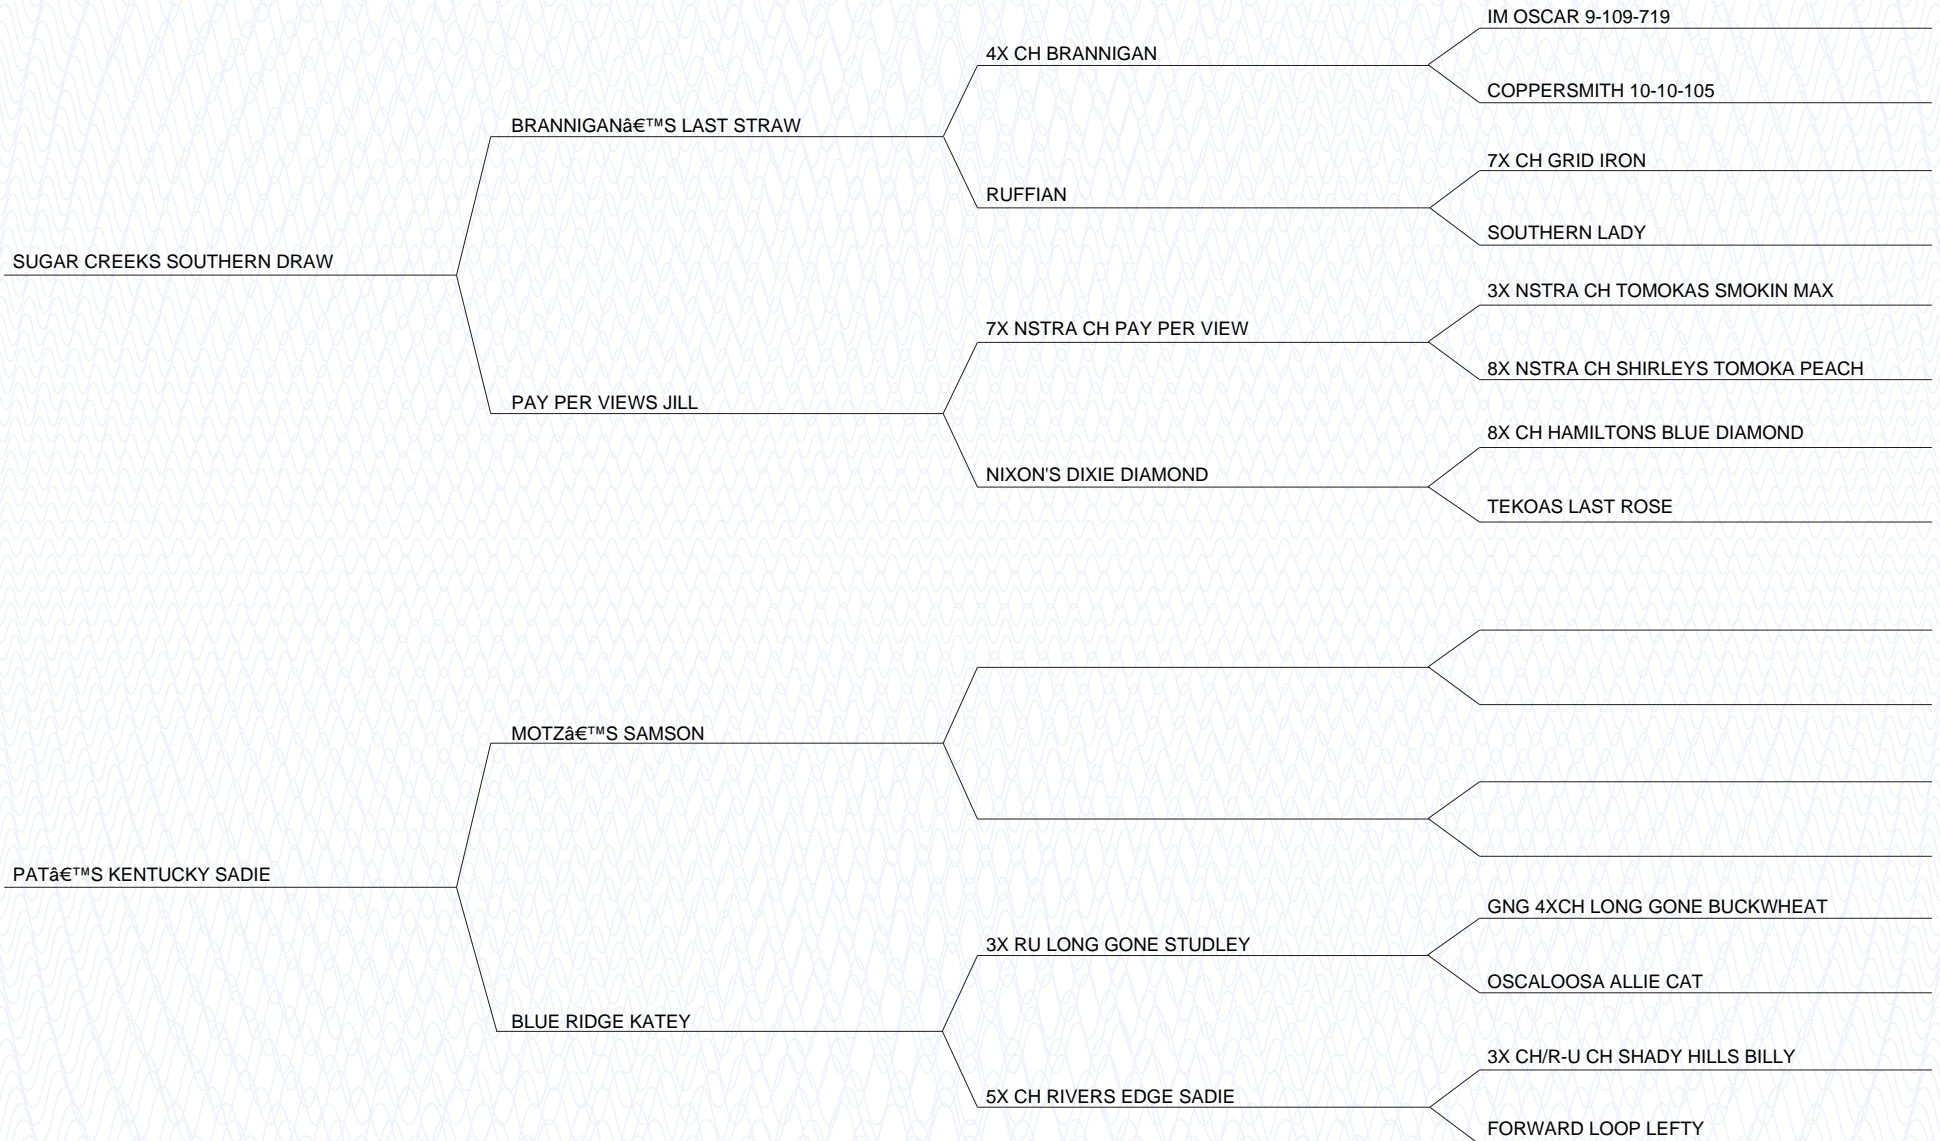 IM OSCAR 9-109-719
4X CH BRANNIGAN
COPPERSMITH 10-10-105
BRANNIGANâ€™S LAST STRAW
7X CH GRID IRON
RUFFIAN
SOUTHERN LADY
SUGAR CREEKS SOUTHERN DRAW
3X NSTRA CH TOMOKAS SMOKIN MAX
7X NSTRA CH PAY PER VIEW
8X NSTRA CH SHIRLEYS TOMOKA PEACH
PAY PER VIEWS JILL
8X CH HAMILTONS BLUE DIAMOND
NIXON'S DIXIE DIAMOND
TEKOAS LAST ROSE
MOTZâ€™S SAMSON
PATâ€™S KENTUCKY SADIE
GNG 4XCH LONG GONE BUCKWHEAT
3X RU LONG GONE STUDLEY
OSCALOOSA ALLIE CAT
BLUE RIDGE KATEY
3X CH/R-U CH SHADY HILLS BILLY
5X CH RIVERS EDGE SADIE
FORWARD LOOP LEFTY